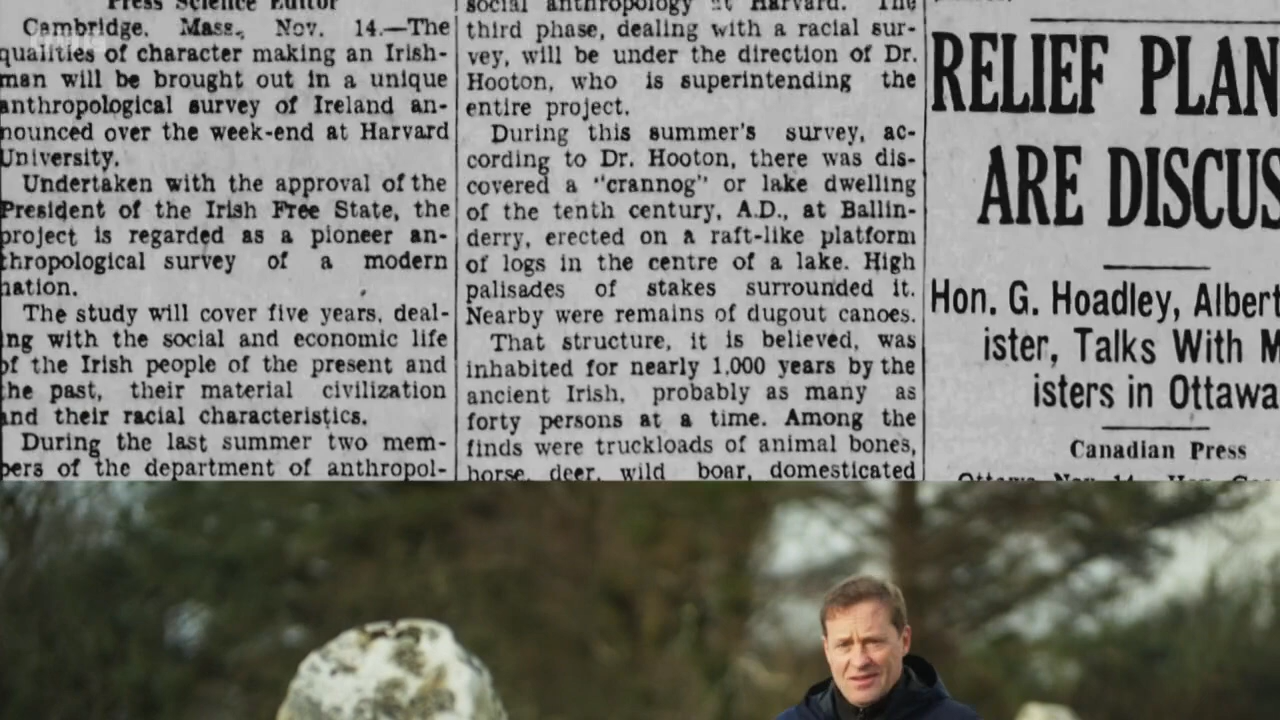 Press Science Editor
Cambridge, Mass., Nov. 14.—The
qualities of character making an Irish-
man will be brought out in a unique
anthropological survey of Ireland an-
nounced over the week-end at Harvard
University.
Undertaken with the approval of the
President of the Irish Free State, the
project is regarded as a pioneer an-
thropological survey of a modern
nation.
The study will cover five years, deal-
ing with the social and economic life
of the Irish people of the present and
the past, their material civilization
and their racial characteristics.
During the last summer two mem-
bers of the department of anthropol-
social anthropology at Harvard. The
third phase, dealing with a racial sur-
vey, will be under the direction of Dr.
Hooton, who is superintending the
entire project.
During this summer's survey, ac-
cording to Dr. Hooton, there was dis-
covered a "crannog" or lake dwelling
of the tenth century, A.D., at Ballin-
derry, erected on a raft-like platform
of logs in the centre of a lake. High
palisades of stakes surrounded it.
Nearby were remains of dugout canoes.
That structure, it is believed, was
inhabited for nearly 1,000 years by the
ancient Irish, probably as many as
forty persons at a time. Among the
finds were truckloads of animal bones,
horse, deer, wild boar, domesticated
RELIEF PLAN
ARE DISCUS
Hon. G. Hoadley, Albert
ister, Talks With M
isters in Ottawa
Canadian Press
Ottawa, Nov. 14.